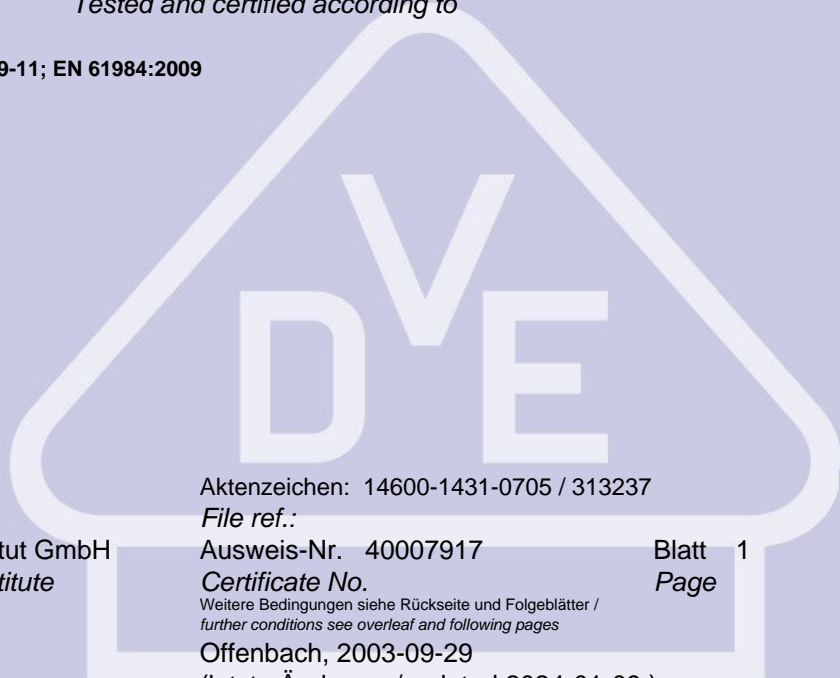 Tested and certified according to
9-11; EN 61984:2009
D V E
Aktenzeichen: 14600-1431-0705 / 313237
File ref.:
tut GmbH Ausweis-Nr. 40007917 Blatt 1
titute Certificate No. Page
Weitere Bedingungen siehe Rückseite und Folgeblätter /
further conditions see overleaf and following pages
Offenbach, 2003-09-29